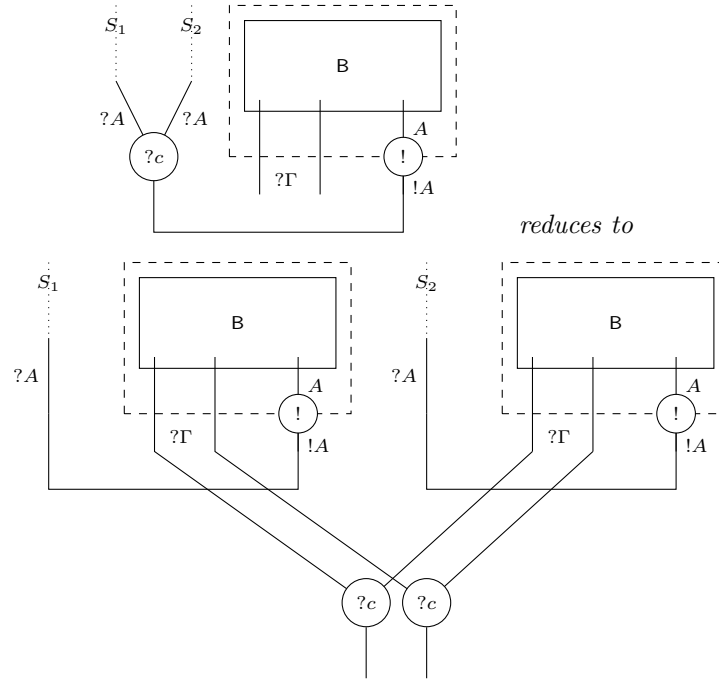 S₁ S₂
B
?A ?A A
?c !
?Γ !A
reduces to
S₁ S₂
B B
?A A ?A A
! !
?Γ !A ?Γ !A
?c ?c